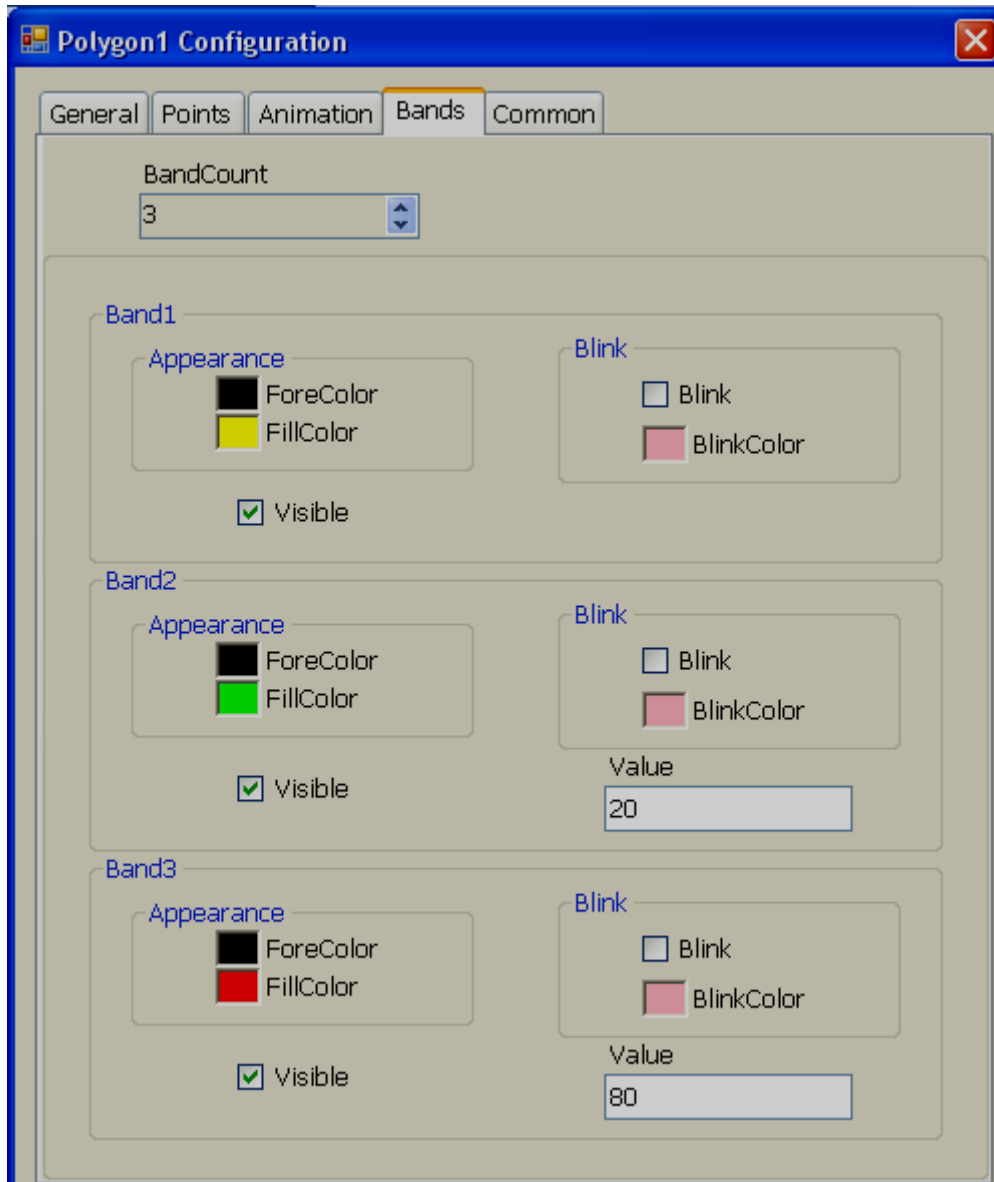 Polygon1 Configuration
General Points Animation Bands Common
BandCount
3
Band1
Appearance
ForeColor
FillColor
Visible
Blink
Blink
BlinkColor
Band2
Appearance
ForeColor
FillColor
Visible
Blink
Blink
BlinkColor
Value
20
Band3
Appearance
ForeColor
FillColor
Visible
Blink
Blink
BlinkColor
Value
80